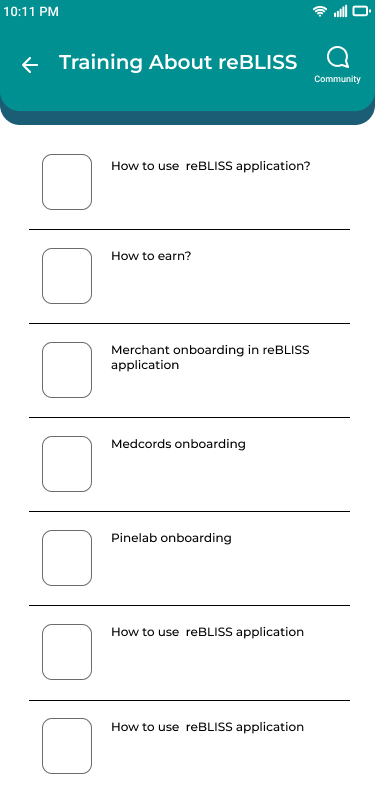 10:11 PM
Training About reBLISS
Community
How to use  reBLISS application?
How to earn?
Merchant onboarding in reBLISS
application
Medcords onboarding
Pinelab onboarding
How to use  reBLISS application
How to use  reBLISS application